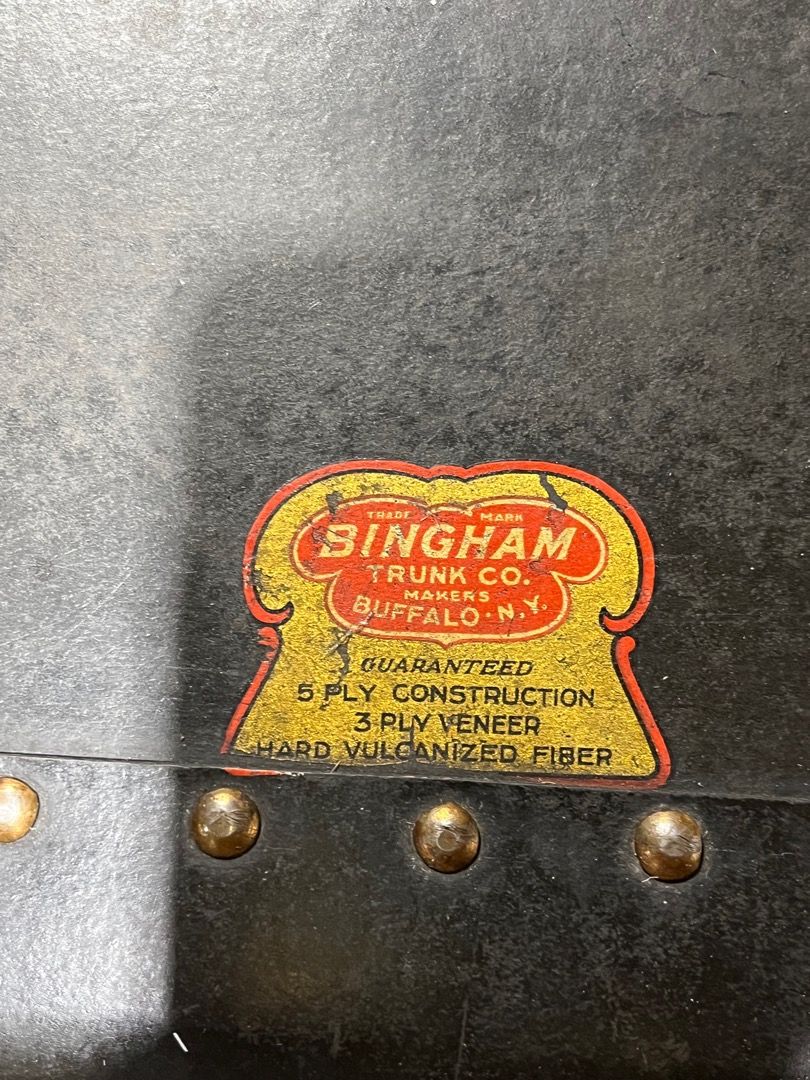 TRADE MARK
BINGHAM
TRUNK CO.
MAKERS
BUFFALO · N.Y.
GUARANTEED
5 PLY CONSTRUCTION
3 PLY VENEER
HARD VULCANIZED FIBER